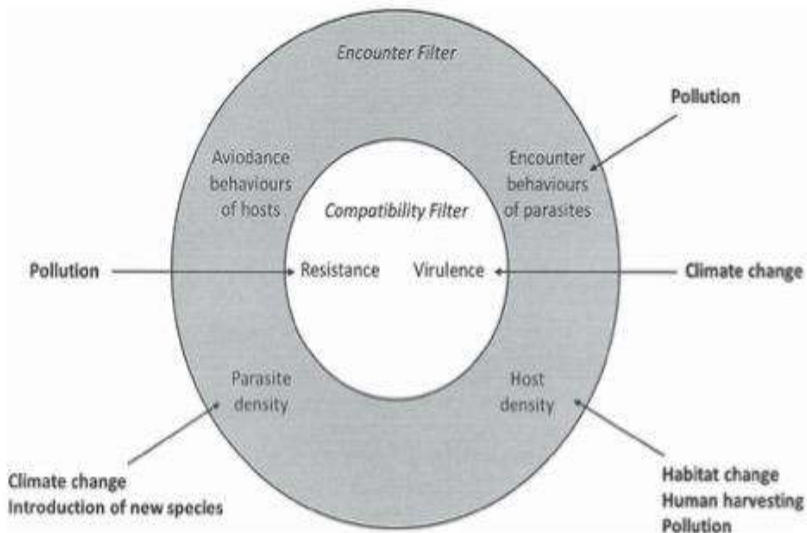 Encounter Filter
Pollution
Aviodance
behaviours
of hosts
Encounter
behaviours
of parasites
Compatibility Filter
Pollution
Resistance
Virulence
Climate change
Parasite
density
Host
density
Climate change
Introduction of new species
Habitat change
Human harvesting
Pollution